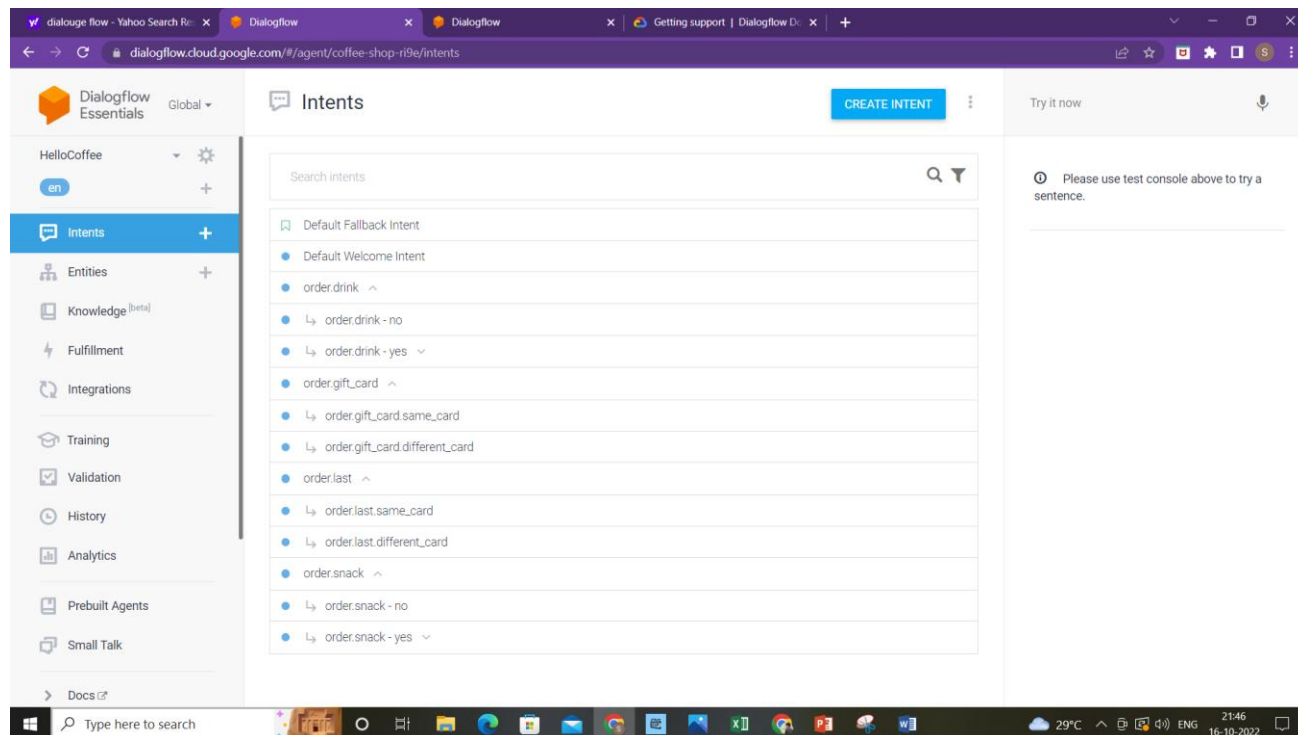 dialouge flow - Yahoo Search Re
Dialogflow
Dialogflow
Getting support | Dialogflow Do
dialogflow.cloud.google.com/#/agent/coffee-shop-ri9e/intents
S
Dialogflow
Essentials
Global
HelloCoffee
en
Intents
Entities
Knowledge [beta]
Fulfillment
Integrations
Training
Validation
History
Analytics
Prebuilt Agents
Small Talk
Docs
Intents
CREATE INTENT
Search intents
Default Fallback Intent
Default Welcome Intent
order.drink
order.drink - no
order.drink - yes
order.gift_card
order.gift_card.same_card
order.gift_card.different_card
order.last
order.last.same_card
order.last.different_card
order.snack
order.snack - no
order.snack - yes
Try it now
Please use test console above to try a
sentence.
Type here to search
29°C
ENG
21:46
16-10-2022